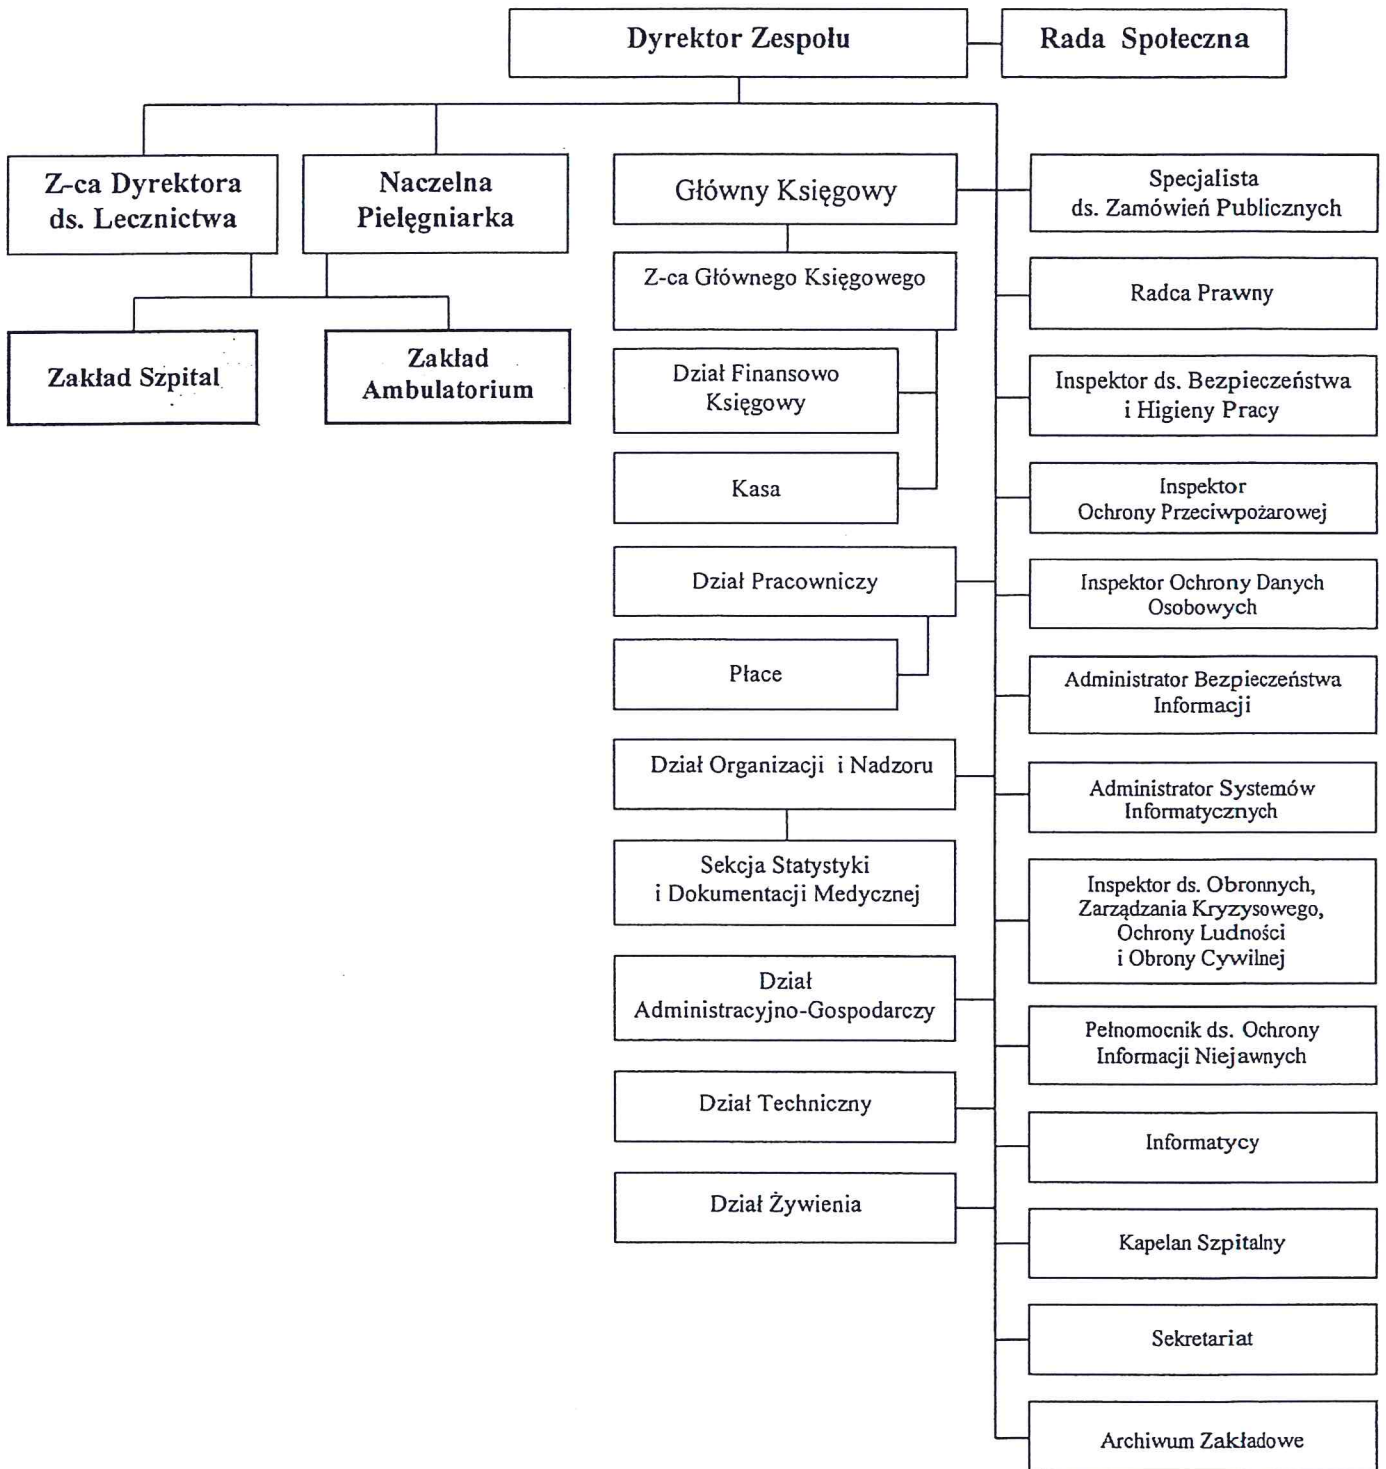 Dyrektor Zespołu
Rada Społeczna
Z-ca Dyrektora
ds. Lecznictwa
Naczelna
Pielęgniarka
Zakład Szpital
Zakład
Ambulatorium
Główny Księgowy
Z-ca Głównego Księgowego
Dział Finansowo
Księgowy
Kasa
Dział Pracowniczy
Płace
Dział Organizacji i Nadzoru
Sekcja Statystyki
i Dokumentacji Medycznej
Dział
Administracyjno-Gospodarczy
Dział Techniczny
Dział Żywienia
Specjalista
ds. Zamówień Publicznych
Radca Prawny
Inspektor ds. Bezpieczeństwa
i Higieny Pracy
Inspektor
Ochrony Przeciwpożarowej
Inspektor Ochrony Danych
Osobowych
Administrator Bezpieczeństwa
Informacji
Administrator Systemów
Informatycznych
Inspektor ds. Obronnych,
Zarządzania Kryzysowego,
Ochrony Ludności
i Obrony Cywilnej
Pełnomocnik ds. Ochrony
Informacji Niejawnych
Informatycy
Kapelan Szpitalny
Sekretariat
Archiwum Zakładowe